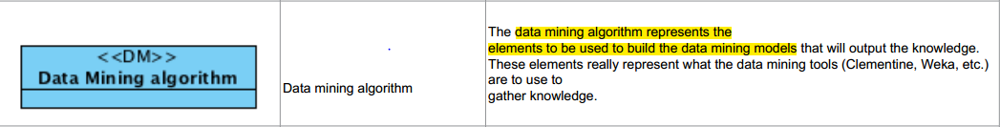 <<DM>>
Data Mining algorithm
Data mining algorithm
The data mining algorithm represents the
elements to be used to build the data mining models that will output the knowledge.
These elements really represent what the data mining tools (Clementine, Weka, etc.)
are to use to
gather knowledge.